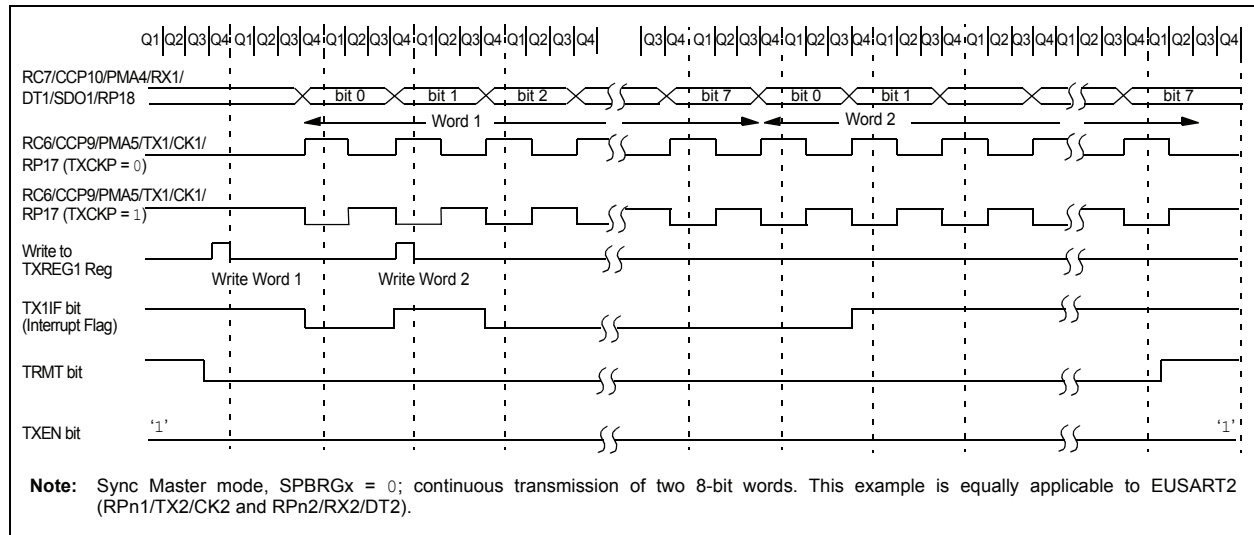 Q1 Q2 Q3 Q4 Q1 Q2 Q3 Q4 Q1 Q2 Q3 Q4 Q1 Q2 Q3 Q4 Q1 Q2 Q3 Q4 Q3 Q4 Q1 Q2 Q3 Q4 Q1 Q2 Q3 Q4 Q1 Q2 Q3 Q4 Q1 Q2 Q3 Q4 Q1 Q2 Q3 Q4 Q1 Q2 Q3 Q4
RC7/CCP10/PMA4/RX1/
DT1/SDO1/RP18
bit 0 bit 1 bit 2 bit 7 bit 0 bit 1 bit 7
Word 1 Word 2
RC6/CCP9/PMA5/TX1/CK1/
RP17 (TXCKP = 0)
RC6/CCP9/PMA5/TX1/CK1/
RP17 (TXCKP = 1)
Write to
TXREG1 Reg
Write Word 1 Write Word 2
TX1IF bit
(Interrupt Flag)
TRMT bit
TXEN bit
‘1’ ‘1’
Note: Sync Master mode, SPBRGx = 0; continuous transmission of two 8-bit words. This example is equally applicable to EUSART2
(RPn1/TX2/CK2 and RPn2/RX2/DT2).